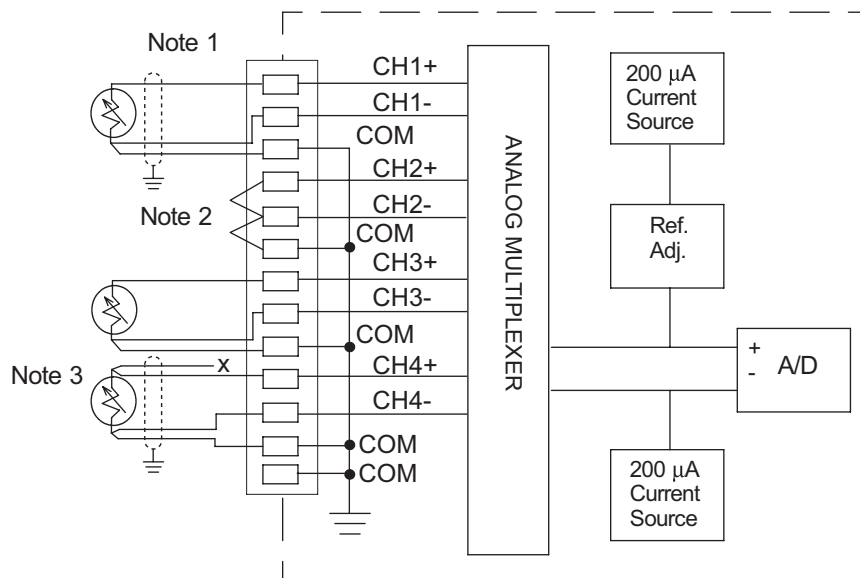 Note 1
CH1+
CH1-
COM
CH2+
Note 2
CH2-
COM
CH3+
CH3-
COM
Note 3
x
CH4+
CH4-
COM
COM
ANALOG MULTIPLEXER
200 μA
Current
Source
Ref.
Adj.
+
-
A/D
200 μA
Current
Source